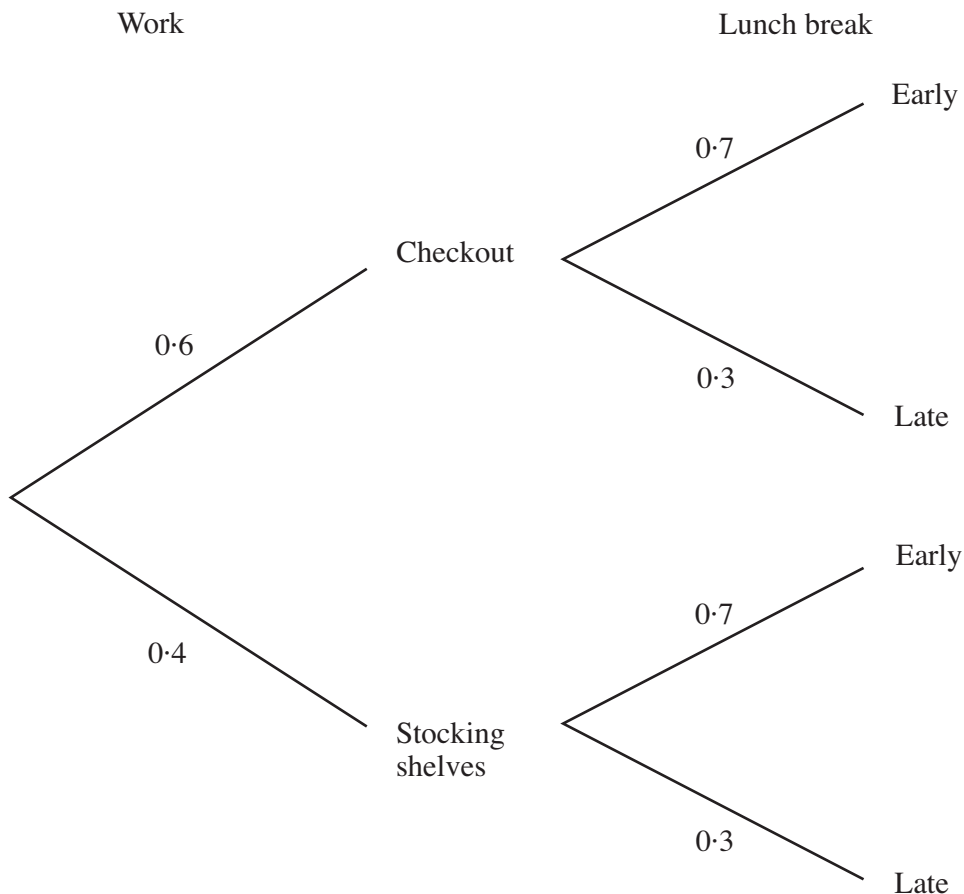 Work
Lunch break
Early
0·7
Checkout
0·6
0·3
Late
Early
0·7
0·4
Stocking
shelves
0·3
Late